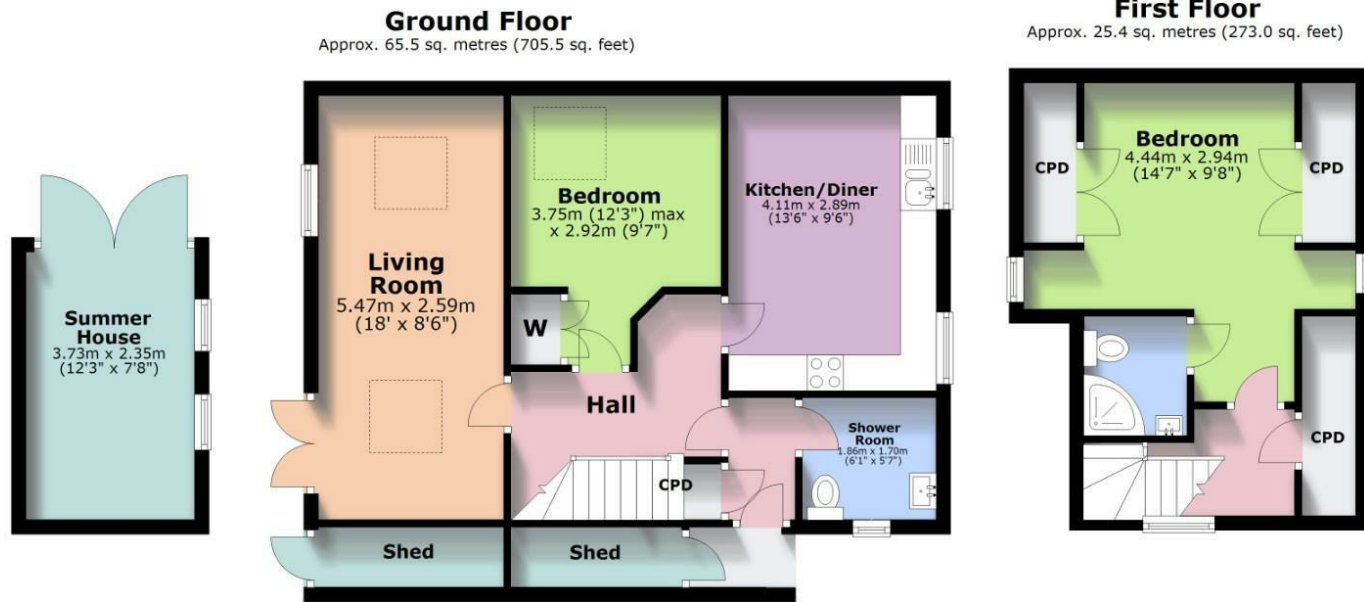 Ground Floor
Approx. 65.5 sq. metres (705.5 sq. feet)
First Floor
Approx. 25.4 sq. metres (273.0 sq. feet)
Summer
House
3.73m x 2.35m
(12'3" x 7'8")
Living
Room
5.47m x 2.59m
(18' x 8'6")
Bedroom
3.75m (12'3") max
x 2.92m (9'7")
W
Kitchen/Diner
4.11m x 2.89m
(13'6" x 9'6")
Hall
Shower
Room
1.86m x 1.70m
(6'1" x 5'7")
CPD
Shed
Shed
CPD
Bedroom
4.44m x 2.94m
(14'7" x 9'8")
CPD
CPD